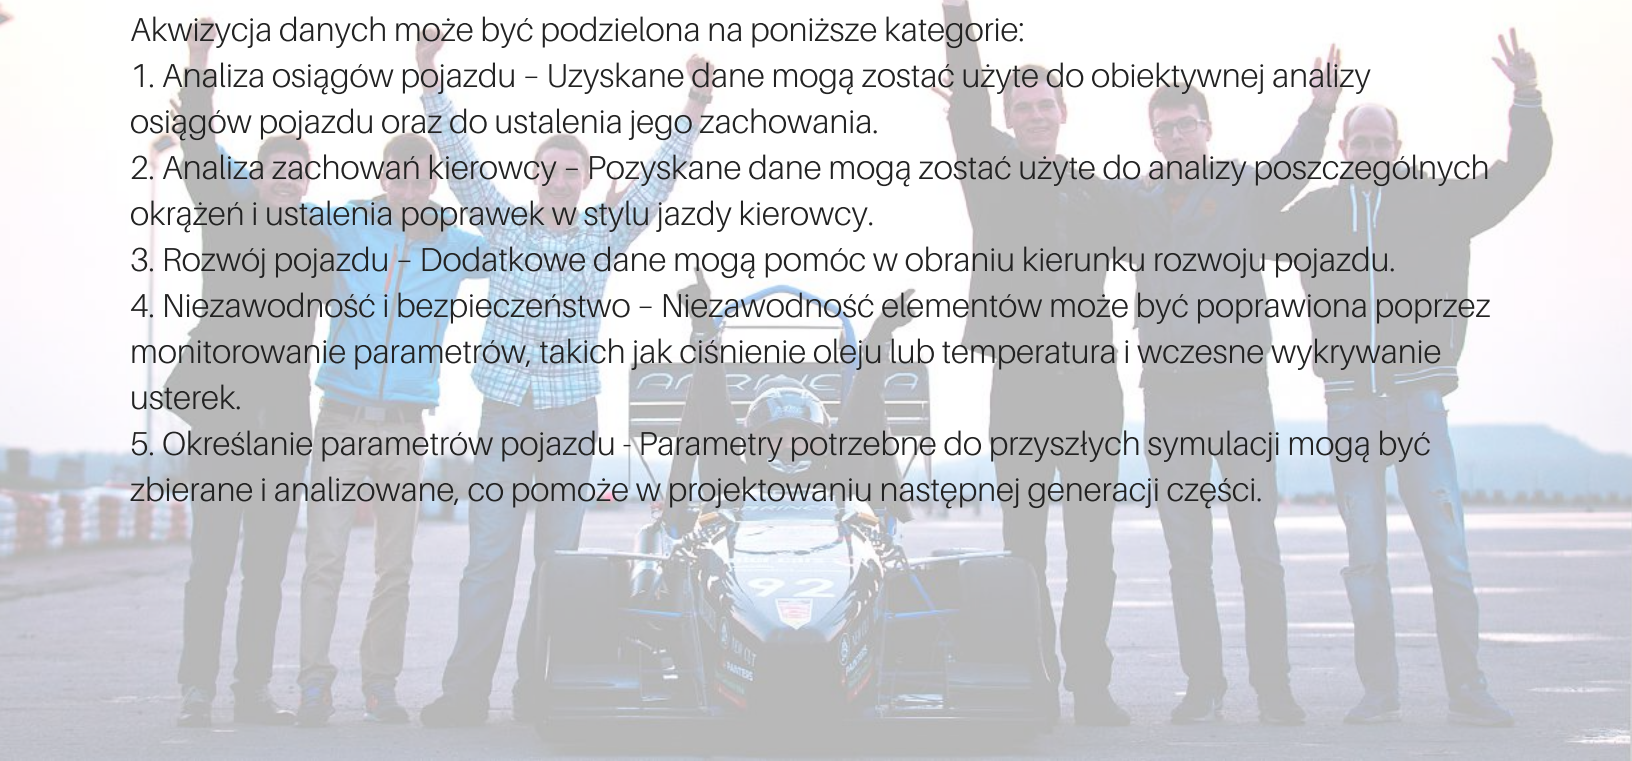 Akwizycja danych może być podzielona na poniższe kategorie:
1. Analiza osiągów pojazdu – Uzyskane dane mogą zostać użyte do obiektywnej analizy
osiągów pojazdu oraz do ustalenia jego zachowania.
2. Analiza zachowań kierowcy – Pozyskane dane mogą zostać użyte do analizy poszczególnych
okrążeń i ustalenia poprawek w stylu jazdy kierowcy.
3. Rozwój pojazdu – Dodatkowe dane mogą pomóc w obraniu kierunku rozwoju pojazdu.
4. Niezawodność i bezpieczeństwo – Niezawodność elementów może być poprawiona poprzez
monitorowanie parametrów, takich jak ciśnienie oleju lub temperatura i wczesne wykrywanie
usterek.
5. Określanie parametrów pojazdu - Parametry potrzebne do przyszłych symulacji mogą być
zbierane i analizowane, co pomoże w projektowaniu następnej generacji części.
92